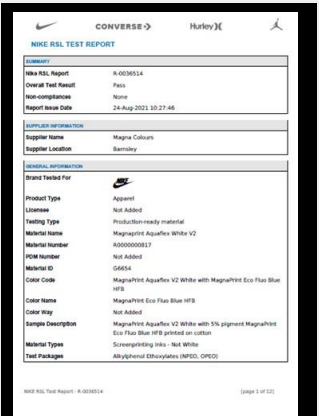 CONVERSE
Hurley
NIKE RSL TEST REPORT
SUMMARY
Nike RSL Report R-0036514
Overall Test Result Pass
Non-compliances None
Report Issue Date 24-Aug-2021 10:27:46
SUPPLIER INFORMATION
Supplier Name Magna Colours
Supplier Location Barnsley
GENERAL INFORMATION
Brand Tested For NIKE
Product Type Apparel
Licensee Not Added
Testing Type Production-ready material
Material Name Magnaprint Aquaflex White V2
Material Number R0000000817
PDM Number Not Added
Material ID G6654
Color Code MagnaPrint Aquaflex V2 White with MagnaPrint Eco Fluo Blue
HFB
Color Name MagnaPrint Eco Fluo Blue HFB
Color Way Not Added
Sample Description MagnaPrint Aquaflex V2 White with 5% pigment MagnaPrint
Eco Fluo Blue HFB printed on cotton
Material Types Screenprinting Inks - Not White
Test Packages Alkylphenol Ethoxylates (NPEO, OPEO)
NIKE RSL Test Report - R-0036514 (page 1 of 12)